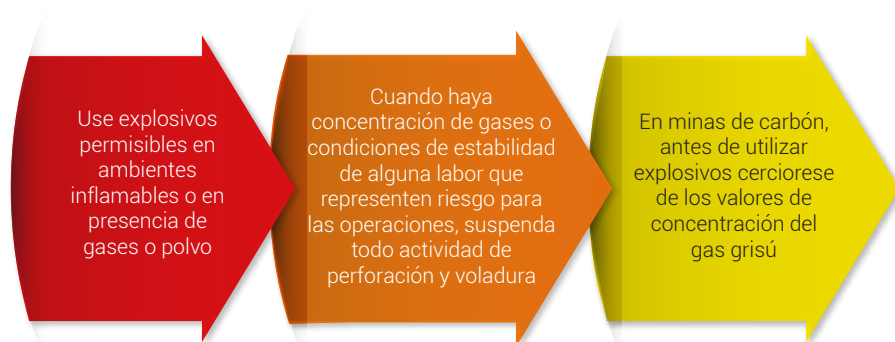 Use explosivos
permisibles en
ambientes
inflamables o en
presencia de
gases o polvo
Cuando haya
concentración de gases o
condiciones de estabilidad
de alguna labor que
representen riesgo para
las operaciones, suspenda
todo actividad de
perforación y voladura
En minas de carbón,
antes de utilizar
explosivos cerciorese
de los valores de
concentración del
gas grisú